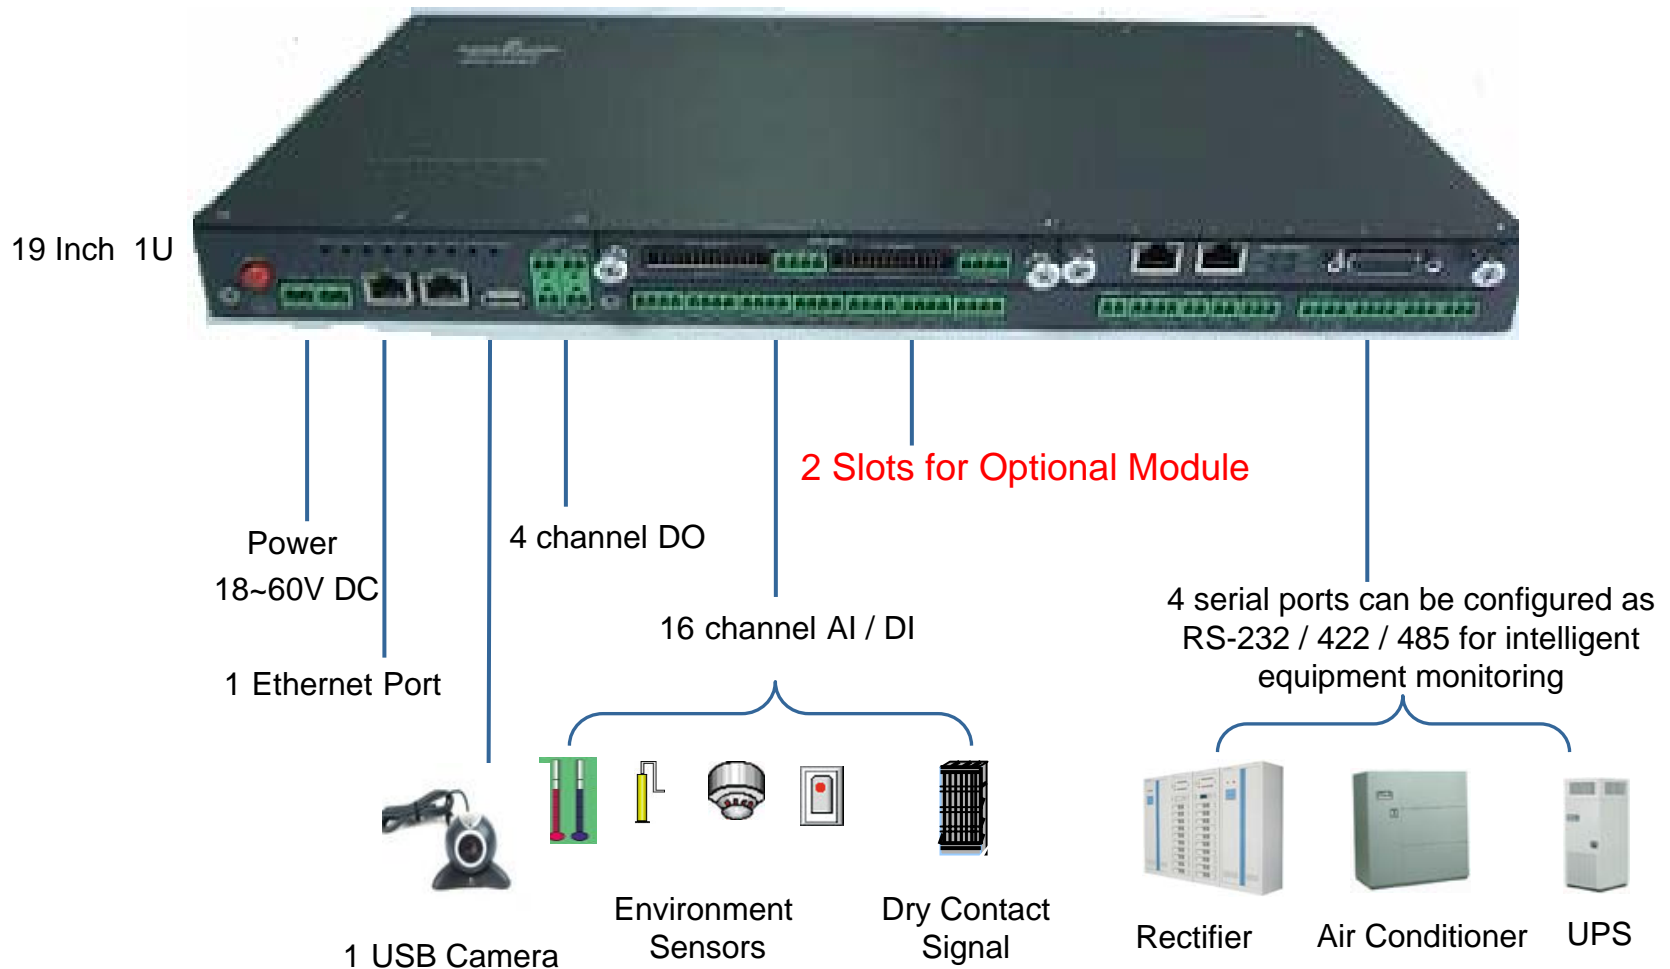 19 Inch 1U
2 Slots for Optional Module
Power
18~60V DC
4 channel DO
16 channel AI / DI
4 serial ports can be configured as
RS-232 / 422 / 485 for intelligent
equipment monitoring
1 Ethernet Port
Environment
Sensors
Dry Contact
Signal
Rectifier
Air Conditioner
UPS
1 USB Camera